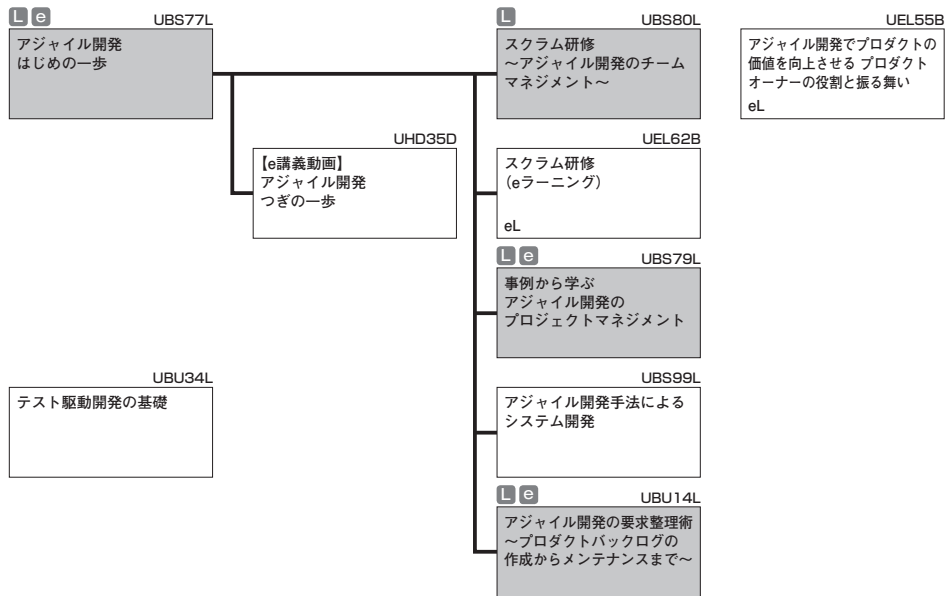 L e UBS77L
アジャイル開発
はじめの一歩
L UBS80L
スクラム研修
～アジャイル開発のチーム
マネジメント～
UEL55B
アジャイル開発でプロダクトの
価値を向上させる プロダクト
オーナーの役割と振る舞い
eL
UHD35D
【e講義動画】
アジャイル開発
つぎの一歩
UEL62B
スクラム研修
（eラーニング）
eL
L e UBS79L
事例から学ぶ
アジャイル開発の
プロジェクトマネジメント
UBU34L
テスト駆動開発の基礎
UBS99L
アジャイル開発手法による
システム開発
L e UBU14L
アジャイル開発の要求整理術
～プロダクトバックログの
作成からメンテナンスまで～